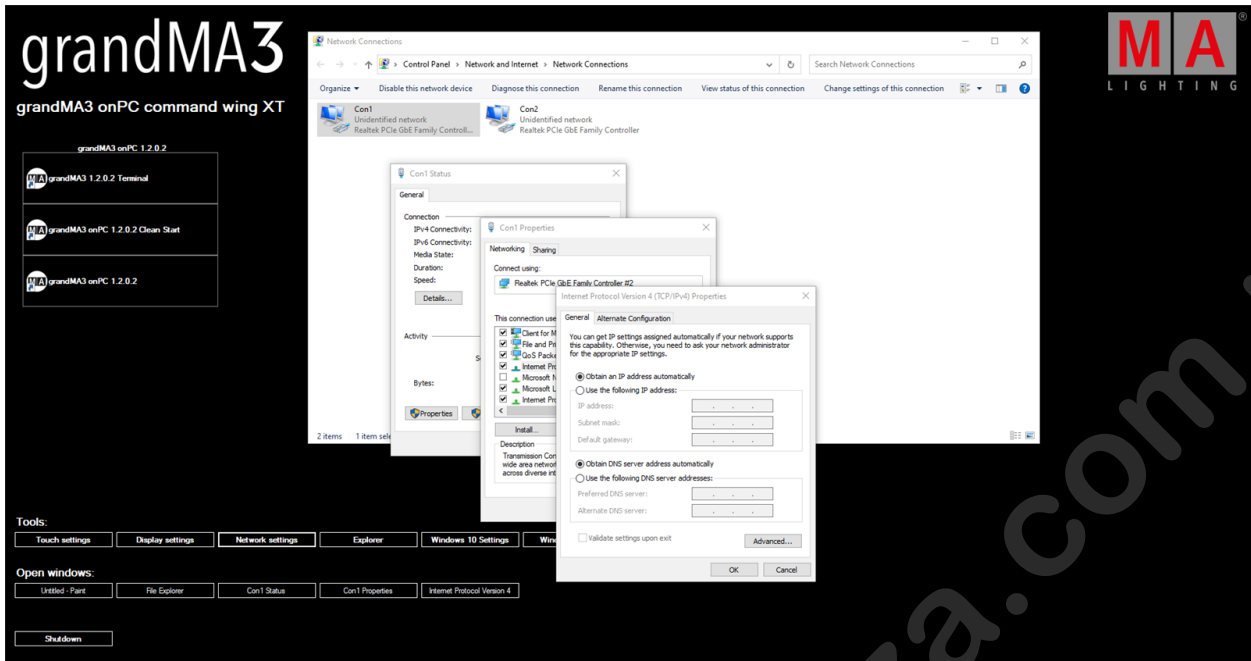 grandMA3
grandMA3 onPC command wing XT
grandMA3 onPC 1.2.0.2
grandMA3 1.2.0.2 Terminal
grandMA3 onPC 1.2.0.2 Clean Start
grandMA3 onPC 1.2.0.2
MA
LIGHTING
®
Network Connections
Control Panel > Network and Internet > Network Connections
Search Network Connections
Organize
Disable this network device
Diagnose this connection
Rename this connection
View status of this connection
Change settings of this connection
Con1
Unidentified network
Realtek PCIe GbE Family Controll...
Con2
Unidentified network
Realtek PCIe GbE Family Controller
2 items
1 item sele
Con1 Status
General
Connection
IPv4 Connectivity:
IPv6 Connectivity:
Media State:
Duration:
Speed:
Details...
Activity
S
Bytes:
Properties
Con1 Properties
Networking
Sharing
Connect using:
Realtek PCIe GbE Family Controller #2
This connection use
Client for M
File and Pri
QoS Packe
Internet Pro
Microsoft N
Microsoft L
Internet Pro
Install...
Description
Transmission Con
wide area networ
across diverse int
Internet Protocol Version 4 (TCP/IPv4) Properties
General
Alternate Configuration
You can get IP settings assigned automatically if your network supports
this capability. Otherwise, you need to ask your network administrator
for the appropriate IP settings.
Obtain an IP address automatically
Use the following IP address:
IP address:
Subnet mask:
Default gateway:
Obtain DNS server address automatically
Use the following DNS server addresses:
Preferred DNS server:
Alternate DNS server:
Validate settings upon exit
Advanced...
OK
Cancel
Tools:
Touch settings
Display settings
Network settings
Explorer
Windows 10 Settings
Wind
Open windows:
Untitled - Paint
File Explorer
Con1 Status
Con1 Properties
Internet Protocol Version 4
Shutdown
za.com